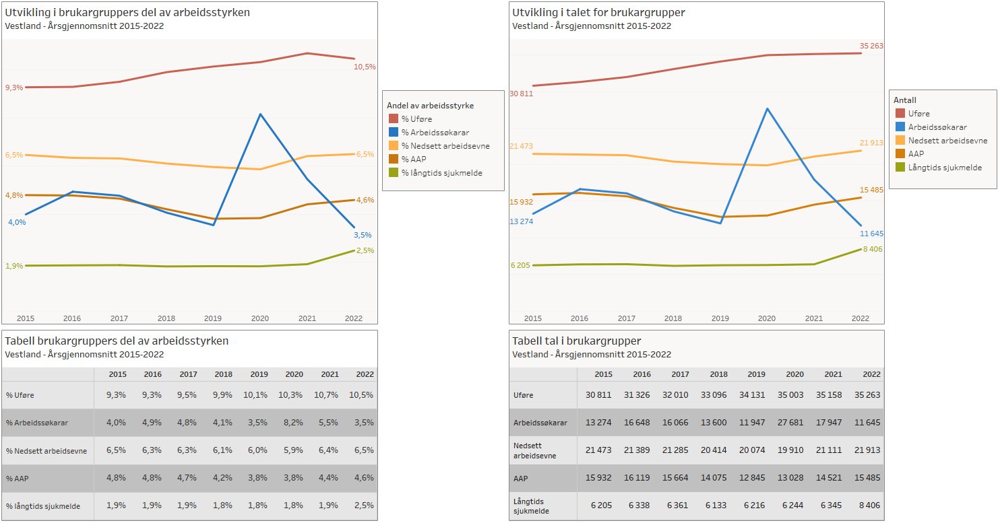 Utvikling i brukargruppers del av arbeidsstyrken
Vestland - Årsgjennomsnitt 2015-2022
9,3%
10,5%
6,5%
6,5%
4,8%
4,6%
4,0%
3,5%
2,5%
1,9%
2015 2016 2017 2018 2019 2020 2021 2022
Andel av arbeidsstyrke
% Uføre
% Arbeidssøkarar
% Nedsett arbeidsevne
% AAP
% långtids sjukmelde
Utvikling i talet for brukargrupper
Vestland - Årsgjennomsnitt 2015-2022
35 263
30 811
21 473
21 913
15 485
15 932
13 274
11 645
8 406
6 205
2015 2016 2017 2018 2019 2020 2021 2022
Antall
Uføre
Arbeidssøkarar
Nedsett arbeidsevne
AAP
Långtids sjukmelde
Tabell brukargruppers del av arbeidsstyrken
Vestland - Årsgjennomsnitt 2015-2022
2015 2016 2017 2018 2019 2020 2021 2022
% Uføre 9,3% 9,3% 9,5% 9,9% 10,1% 10,3% 10,7% 10,5%
% Arbeidssøkarar 4,0% 4,9% 4,8% 4,1% 3,5% 8,2% 5,5% 3,5%
% Nedsett arbeidsevne 6,5% 6,3% 6,3% 6,1% 6,0% 5,9% 6,4% 6,5%
% AAP 4,8% 4,8% 4,7% 4,2% 3,8% 3,8% 4,4% 4,6%
% långtids sjukmelde 1,9% 1,9% 1,9% 1,8% 1,8% 1,8% 1,9% 2,5%
Tabell tal i brukargrupper
Vestland - Årsgjennomsnitt 2015-2022
2015 2016 2017 2018 2019 2020 2021 2022
Uføre 30 811 31 326 32 010 33 096 34 131 35 003 35 158 35 263
Arbeidssøkarar 13 274 16 648 16 066 13 600 11 947 27 681 17 947 11 645
Nedsett
arbeidsevne 21 473 21 389 21 285 20 414 20 074 19 910 21 111 21 913
AAP 15 932 16 119 15 664 14 075 12 845 13 028 14 521 15 485
Långtids
sjukmelde 6 205 6 338 6 361 6 133 6 216 6 244 6 345 8 406